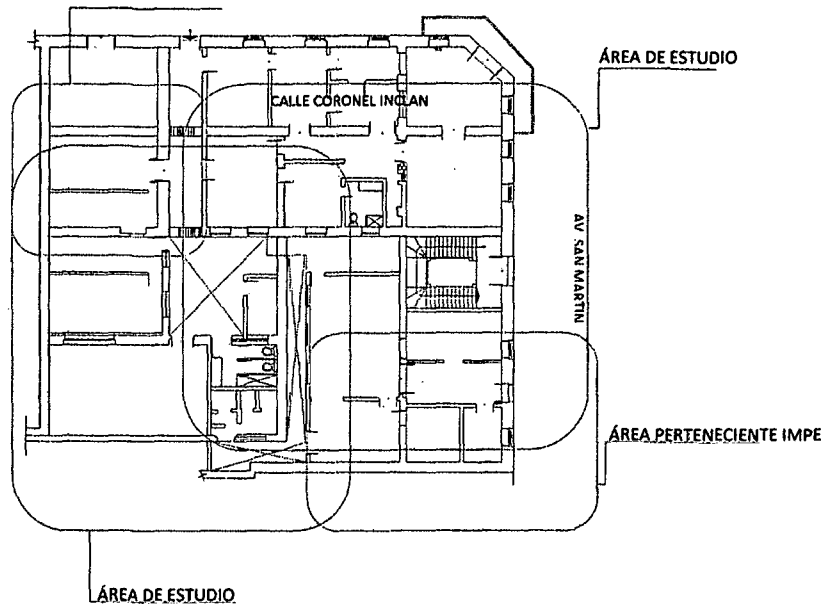 ÁREA DE ESTUDIO
CALLE CORONEL INCLAN
AV SAN MARTIN
ÁREA PERTENECIENTE IMPE
ÁREA DE ESTUDIO